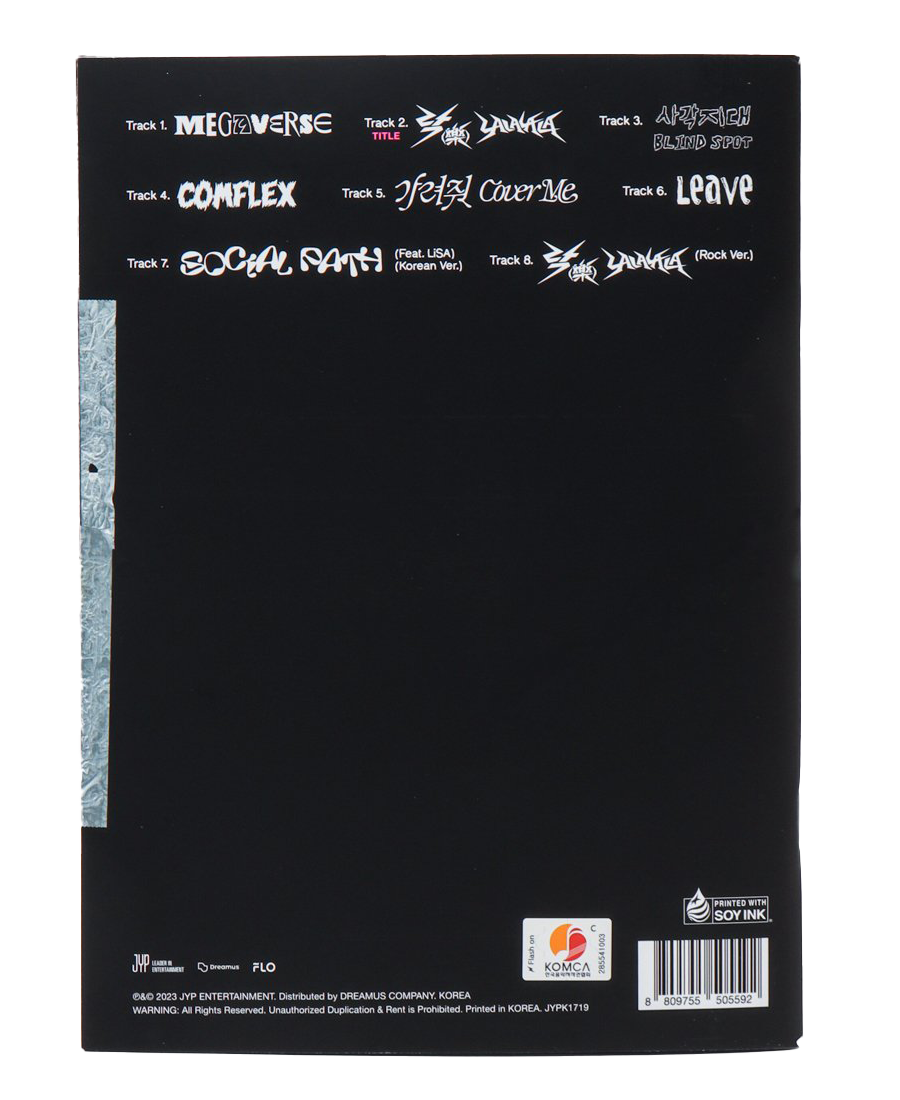 Track 1. MEGAVERSE
Track 2. 락(樂) LALALALA
TITLE
Track 3. 사각지대
BLIND SPOT
Track 4. COMFLEX
Track 5. 가려줘 Cover Me
Track 6. Leave
Track 7. SOCIAL PATH (Feat. LiSA)
(Korean Ver.)
Track 8. 락(樂) LALALALA (Rock Ver.)
PRINTED WITH
SOY INK
Flash on
C
KOMCA
한국음악저작권협회
285541003
8 809755 505592
JYP LEADER IN
ENTERTAINMENT
Dreamus
FLO
℗&© 2023 JYP ENTERTAINMENT. Distributed by DREAMUS COMPANY. KOREA
WARNING: All Rights Reserved. Unauthorized Duplication & Rent is Prohibited. Printed in KOREA. JYPK1719